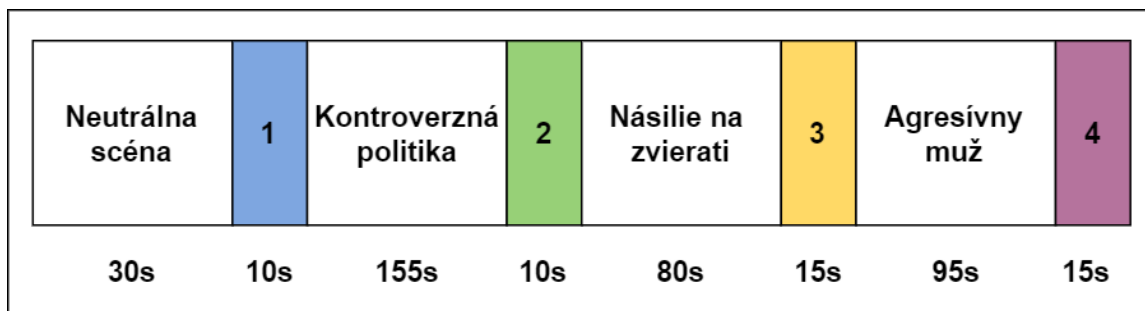 Neutrálna
scéna
1
Kontroverzná
politika
2
Násilie na
zvierati
3
Agresívny
muž
4
30s
10s
155s
10s
80s
15s
95s
15s